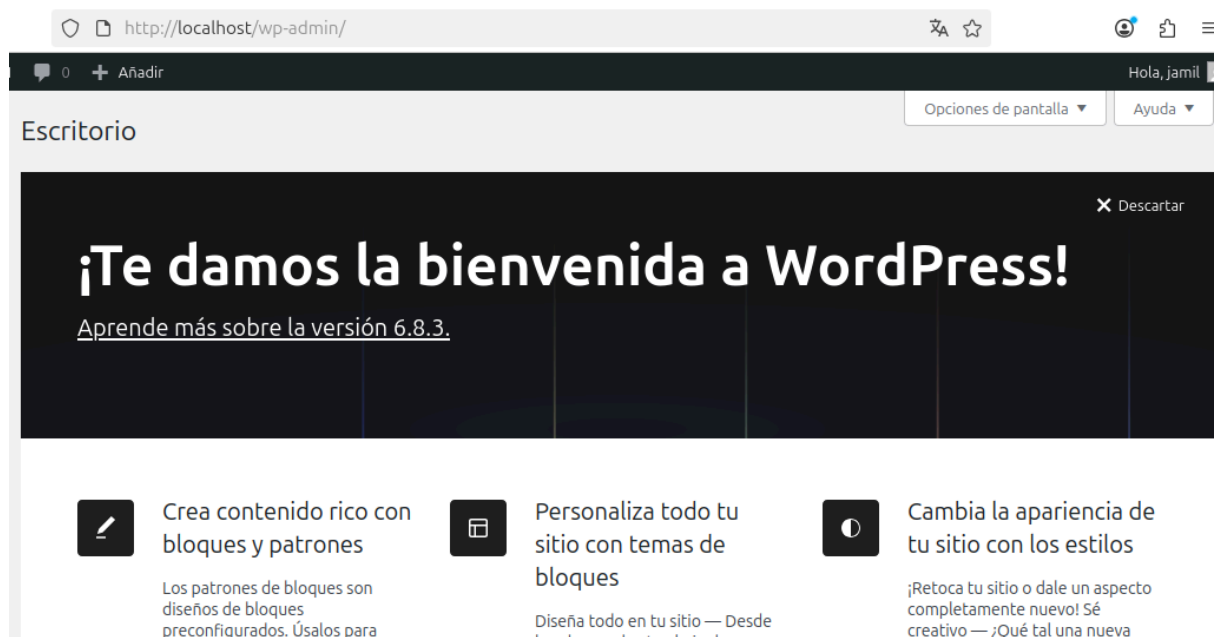 http://localhost/wp-admin/
0 Añadir
Hola, jamil
Opciones de pantalla ▼ Ayuda ▼
Escritorio
Descartar
¡Te damos la bienvenida a WordPress!
Aprende más sobre la versión 6.8.3.
Crea contenido rico con
bloques y patrones
Los patrones de bloques son
diseños de bloques
preconfigurados. Úsalos para
Personaliza todo tu
sitio con temas de
bloques
Diseña todo en tu sitio — Desde
Cambia la apariencia de
tu sitio con los estilos
¡Retoca tu sitio o dale un aspecto
completamente nuevo! Sé
creativo — ¿Qué tal una nueva